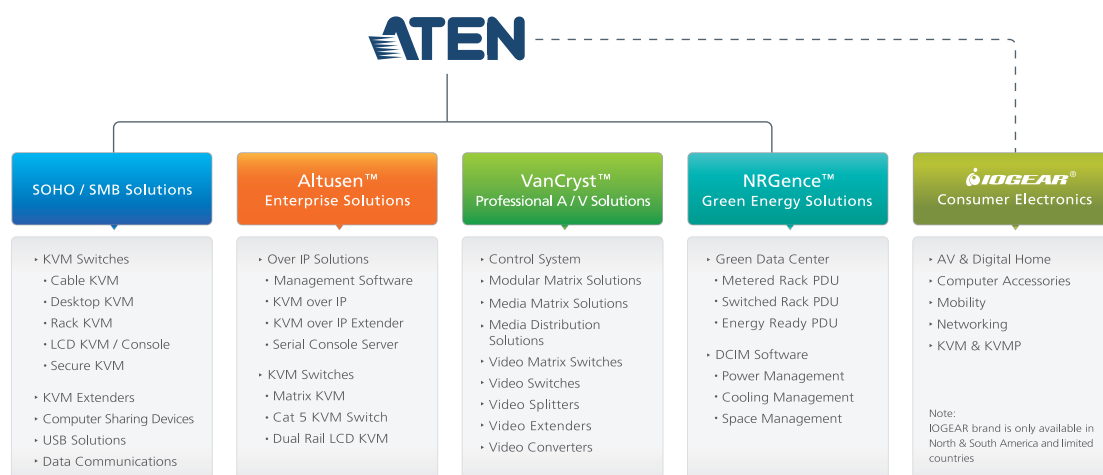 ATEN
SOHO / SMB Solutions
KVM Switches
Cable KVM
Desktop KVM
Rack KVM
LCD KVM / Console
Secure KVM
KVM Extenders
Computer Sharing Devices
USB Solutions
Data Communications
Altusen™
Enterprise Solutions
Over IP Solutions
Management Software
KVM over IP
KVM over IP Extender
Serial Console Server
KVM Switches
Matrix KVM
Cat 5 KVM Switch
Dual Rail LCD KVM
VanCryst™
Professional A / V Solutions
Control System
Modular Matrix Solutions
Media Matrix Solutions
Media Distribution
Solutions
Video Matrix Switches
Video Switches
Video Splitters
Video Extenders
Video Converters
NRGence™
Green Energy Solutions
Green Data Center
Metered Rack PDU
Switched Rack PDU
Energy Ready PDU
DCIM Software
Power Management
Cooling Management
Space Management
IOGEAR®
Consumer Electronics
AV & Digital Home
Computer Accessories
Mobility
Networking
KVM & KVMP
Note:
IOGEAR brand is only available in
North & South America and limited
countries